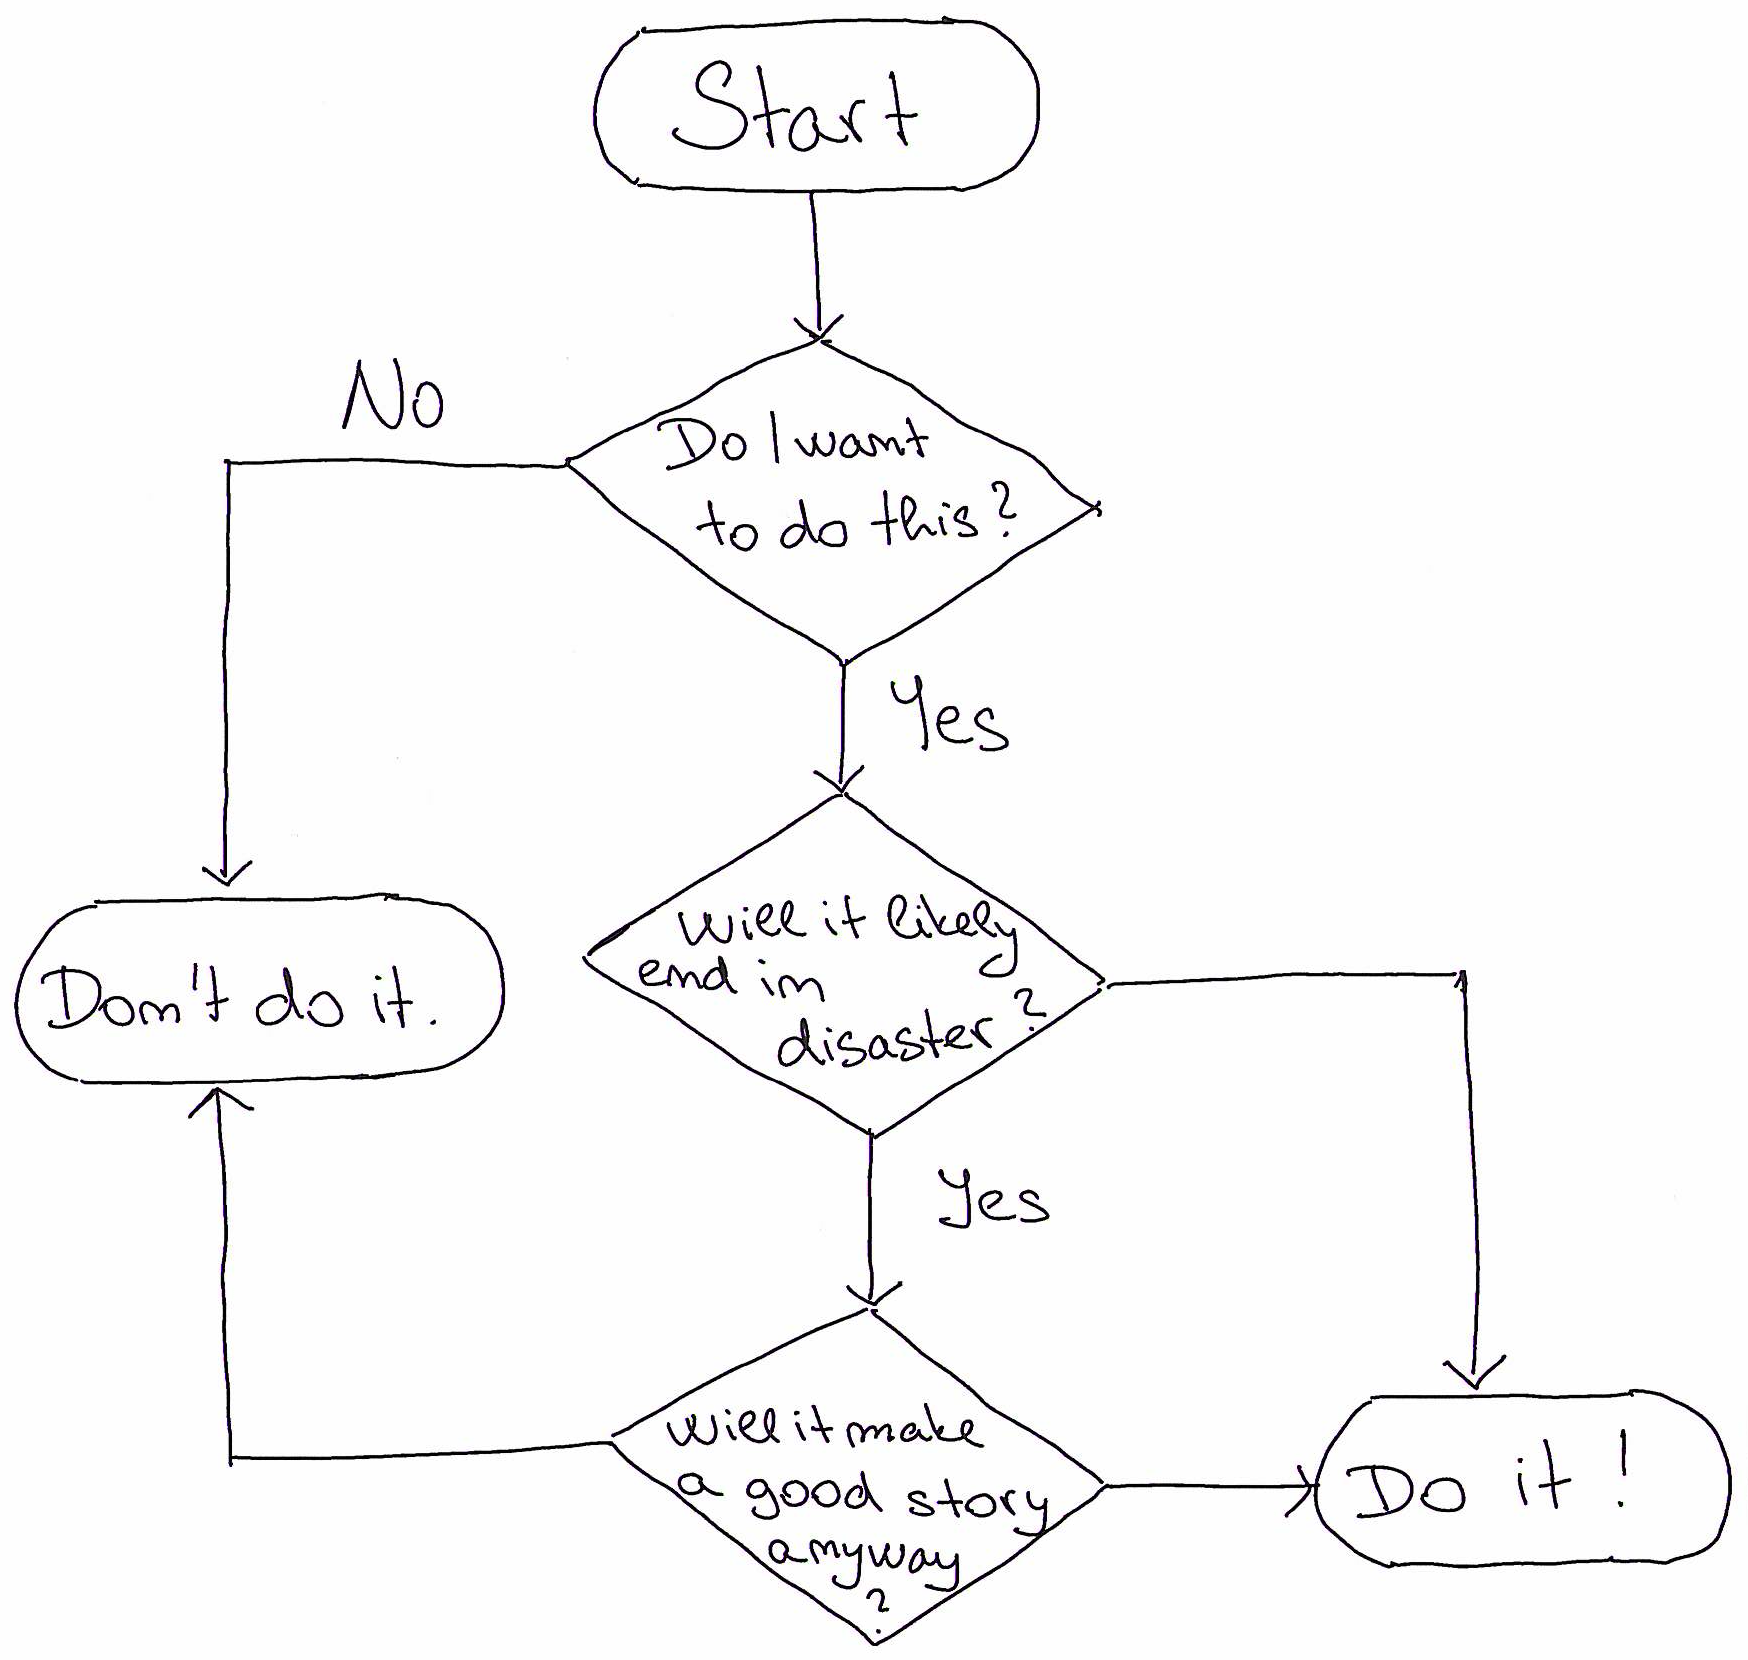 Start
No
Do I want
to do this?
Yes
Will it likely
end in
disaster?
Don't do it.
Yes
Will it make
a good story
anyway
?
Do it!